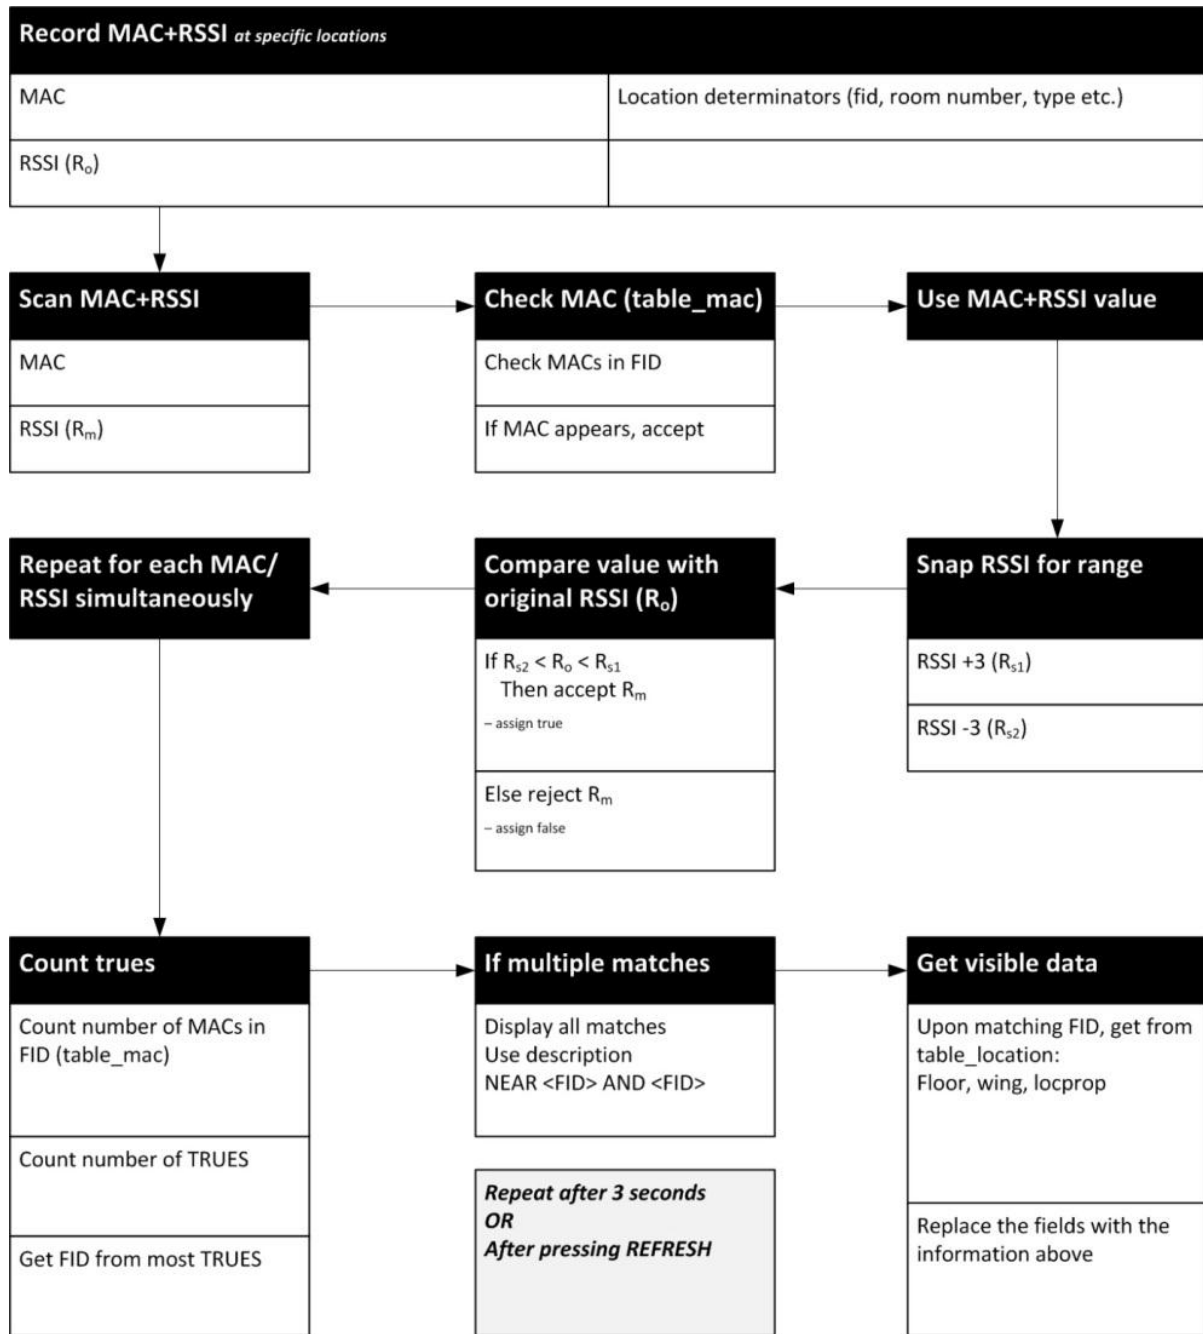 Record MAC+RSSI at specific locations
MAC
Location determinators (fid, room number, type etc.)
RSSI (Rₒ)
Scan MAC+RSSI
MAC
RSSI (Rₘ)
Check MAC (table_mac)
Check MACs in FID
If MAC appears, accept
Use MAC+RSSI value
Snap RSSI for range
RSSI +3 (Rₛ₁)
RSSI -3 (Rₛ₂)
Compare value with
original RSSI (Rₒ)
If Rₛ₂ < Rₒ < Rₛ₁
Then accept Rₘ
– assign true
Else reject Rₘ
– assign false
Repeat for each MAC/
RSSI simultaneously
Count trues
Count number of MACs in
FID (table_mac)
Count number of TRUES
Get FID from most TRUES
If multiple matches
Display all matches
Use description
NEAR <FID> AND <FID>
Repeat after 3 seconds
OR
After pressing REFRESH
Get visible data
Upon matching FID, get from
table_location:
Floor, wing, locprop
Replace the fields with the
information above